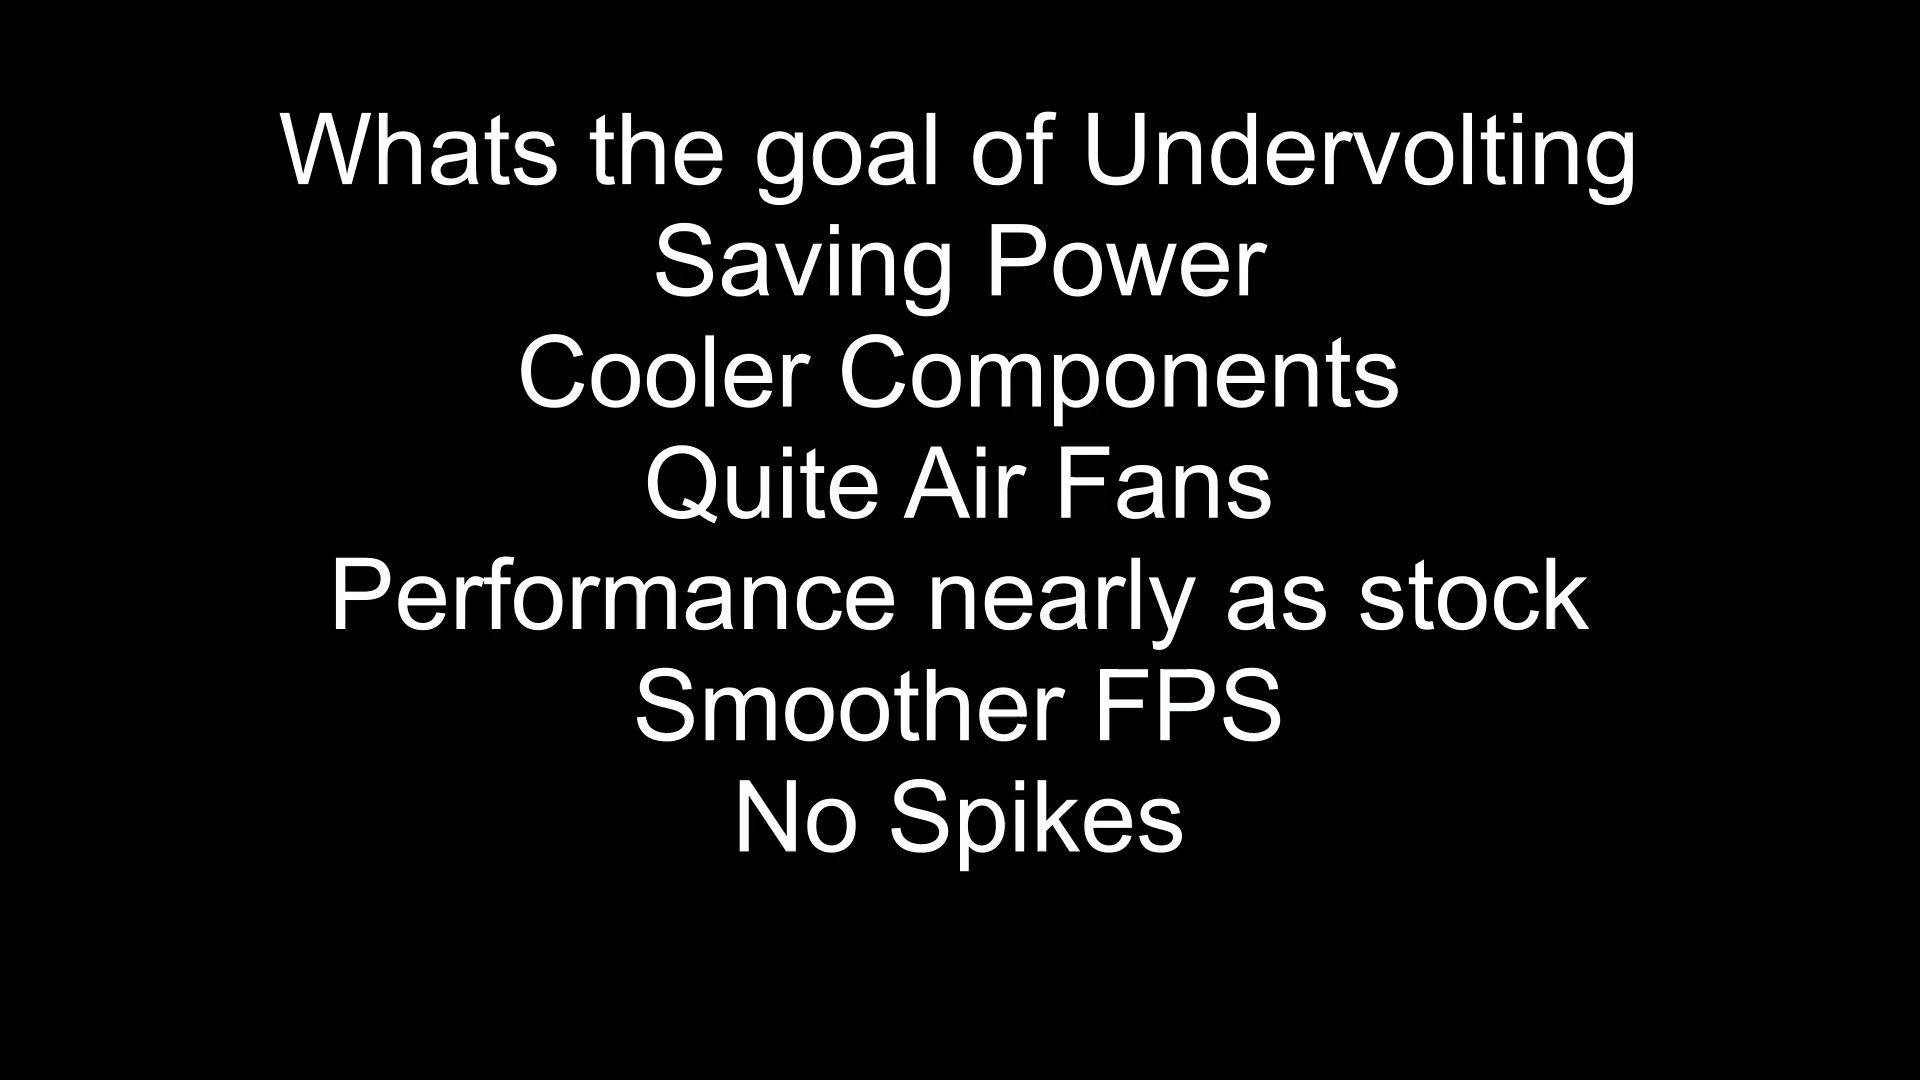 Whats the goal of Undervolting
Saving Power
Cooler Components
Quite Air Fans
Performance nearly as stock
Smoother FPS
No Spikes